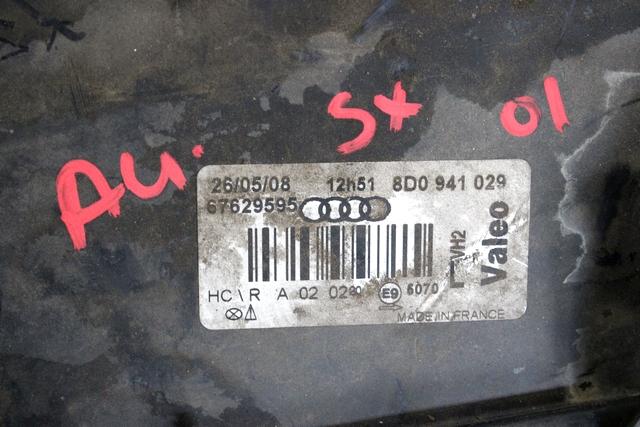 AU. SX 01
26/05/08 12h51 8D0 941 029
67629595
VH2
Valeo
HC \ R A 02 0280 E9 5070
MADE IN FRANCE